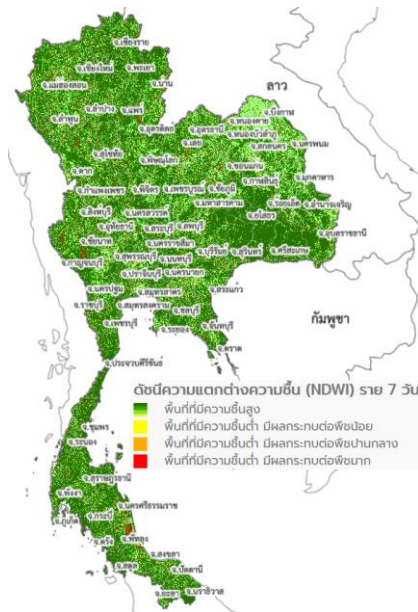 จ.เชียงราย
จ.เชียงใหม่ จ.พะเยา
จ.แม่ฮ่องสอน จ.น่าน
ลาว
จ.ลำปาง จ.แพร่
จ.ลำพูน
จ.อุตรดิตถ์ จ.อุดรธานี จ.หนองคาย จ.บึงกาฬ
จ.เลย จ.หนองบัวลำภู
จ.สกลนคร จ.นครพนม
จ.สุโขทัย จ.พิษณุโลก
จ.ขอนแก่น
จ.ตาก จ.กาฬสินธุ์ จ.มุกดาหาร
จ.กำแพงเพชร จ.พิจิตร จ.เพชรบูรณ์ จ.ชัยภูมิ
จ.มหาสารคาม จ.ร้อยเอ็ด จ.อำนาจเจริญ
จ.สิงห์บุรี จ.นครสวรรค์ จ.ยโสธร
จ.อุทัยธานี จ.สระบุรี จ.ลพบุรี
จ.อุบลราชธานี
จ.ชัยนาท จ.นครราชสีมา จ.บุรีรัมย์ จ.สุรินทร์ จ.ศรีสะเกษ
จ.กาญจนบุรี จ.สุพรรณบุรี จ.นนทบุรี
จ.ปราจีนบุรี จ.นครนายก
จ.นครปฐม จ.สมุทรสาคร จ.สระแก้ว
จ.ราชบุรี จ.สมุทรสงคราม
จ.ชลบุรี
จ.เพชรบุรี จ.ระยอง จ.จันทบุรี
กัมพูชา
จ.ตราด
จ.ประจวบคีรีขันธ์
ดัชนีความแตกต่างความชื้น (NDWI) ราย 7 วัน
พื้นที่ที่มีความชื้นสูง
พื้นที่ที่มีความชื้นต่ำ มีผลกระทบต่อพืชน้อย
พื้นที่ที่มีความชื้นต่ำ มีผลกระทบต่อพืชปานกลาง
พื้นที่ที่มีความชื้นต่ำ มีผลกระทบต่อพืชมาก
จ.ชุมพร
จ.ระนอง
จ.สุราษฎร์ธานี
จ.พังงา
จ.นครศรีธรรมราช
จ.ภูเก็ต จ.กระบี่
จ.ตรัง จ.พัทลุง
จ.สงขลา
จ.สตูล จ.ปัตตานี
จ.ยะลา จ.นราธิวาส